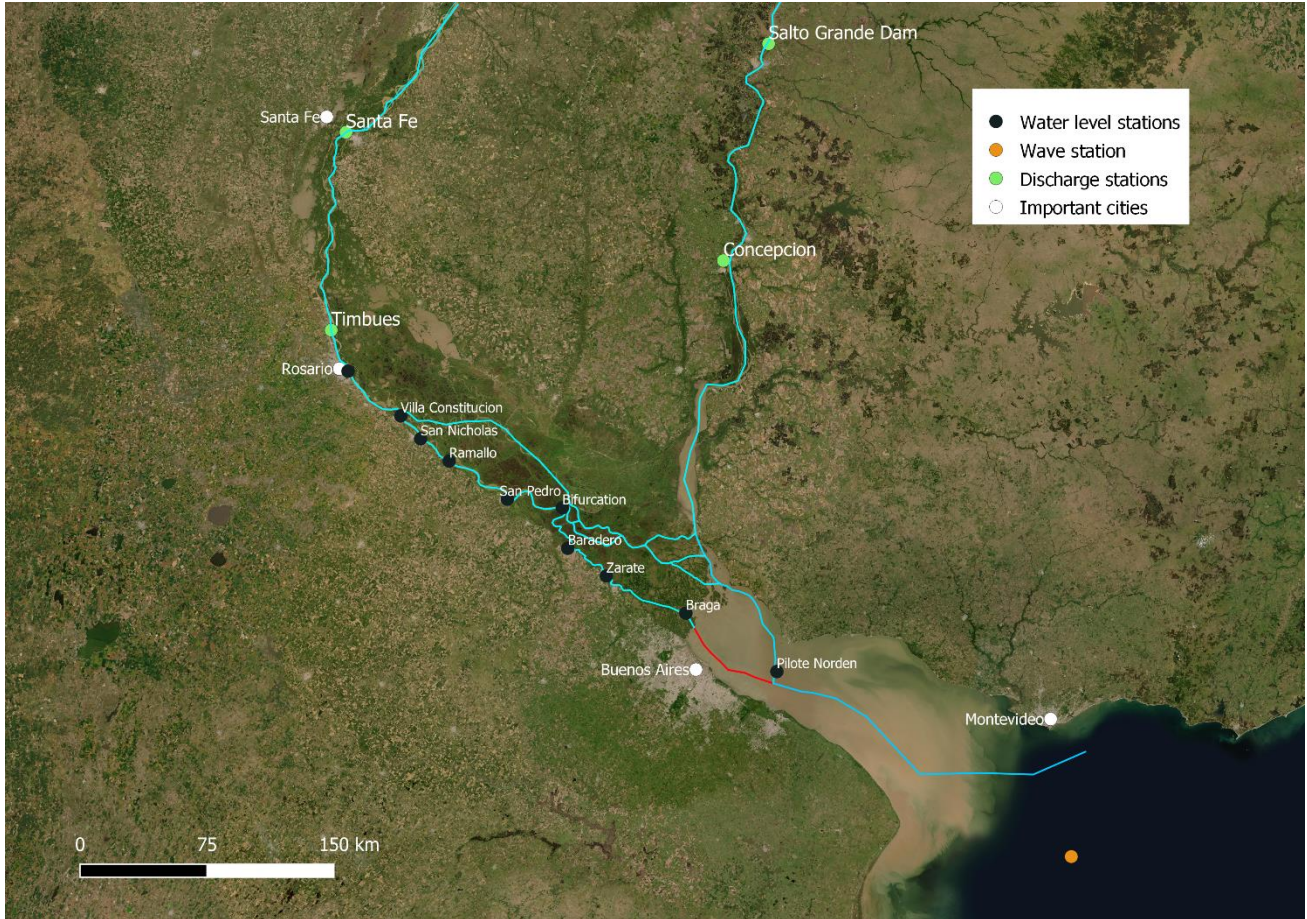 Salto Grande Dam
Santa Fe
Santa Fe
Water level stations
Wave station
Discharge stations
Important cities
Concepcion
Timbues
Rosario
Villa Constitucion
San Nicholas
Ramallo
San Pedro
Bifurcation
Baradero
Zarate
Braga
Buenos Aires
Pilote Norden
Montevideo
0 75 150 km